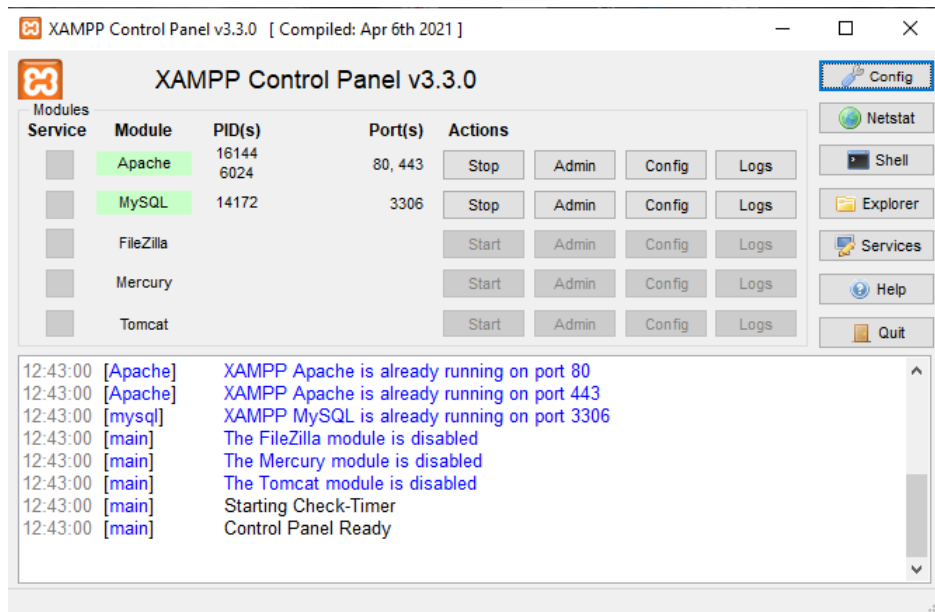 XAMPP Control Panel v3.3.0 [ Compiled: Apr 6th 2021 ]
XAMPP Control Panel v3.3.0
Config
Modules
Netstat
Service Module PID(s) Port(s) Actions
Apache 16144 6024 80, 443 Stop Admin Config Logs
Shell
MySQL 14172 3306 Stop Admin Config Logs
Explorer
FileZilla Start Admin Config Logs
Services
Mercury Start Admin Config Logs
Help
Tomcat Start Admin Config Logs
Quit
12:43:00 [Apache] XAMPP Apache is already running on port 80
12:43:00 [Apache] XAMPP Apache is already running on port 443
12:43:00 [mysql] XAMPP MySQL is already running on port 3306
12:43:00 [main] The FileZilla module is disabled
12:43:00 [main] The Mercury module is disabled
12:43:00 [main] The Tomcat module is disabled
12:43:00 [main] Starting Check-Timer
12:43:00 [main] Control Panel Ready